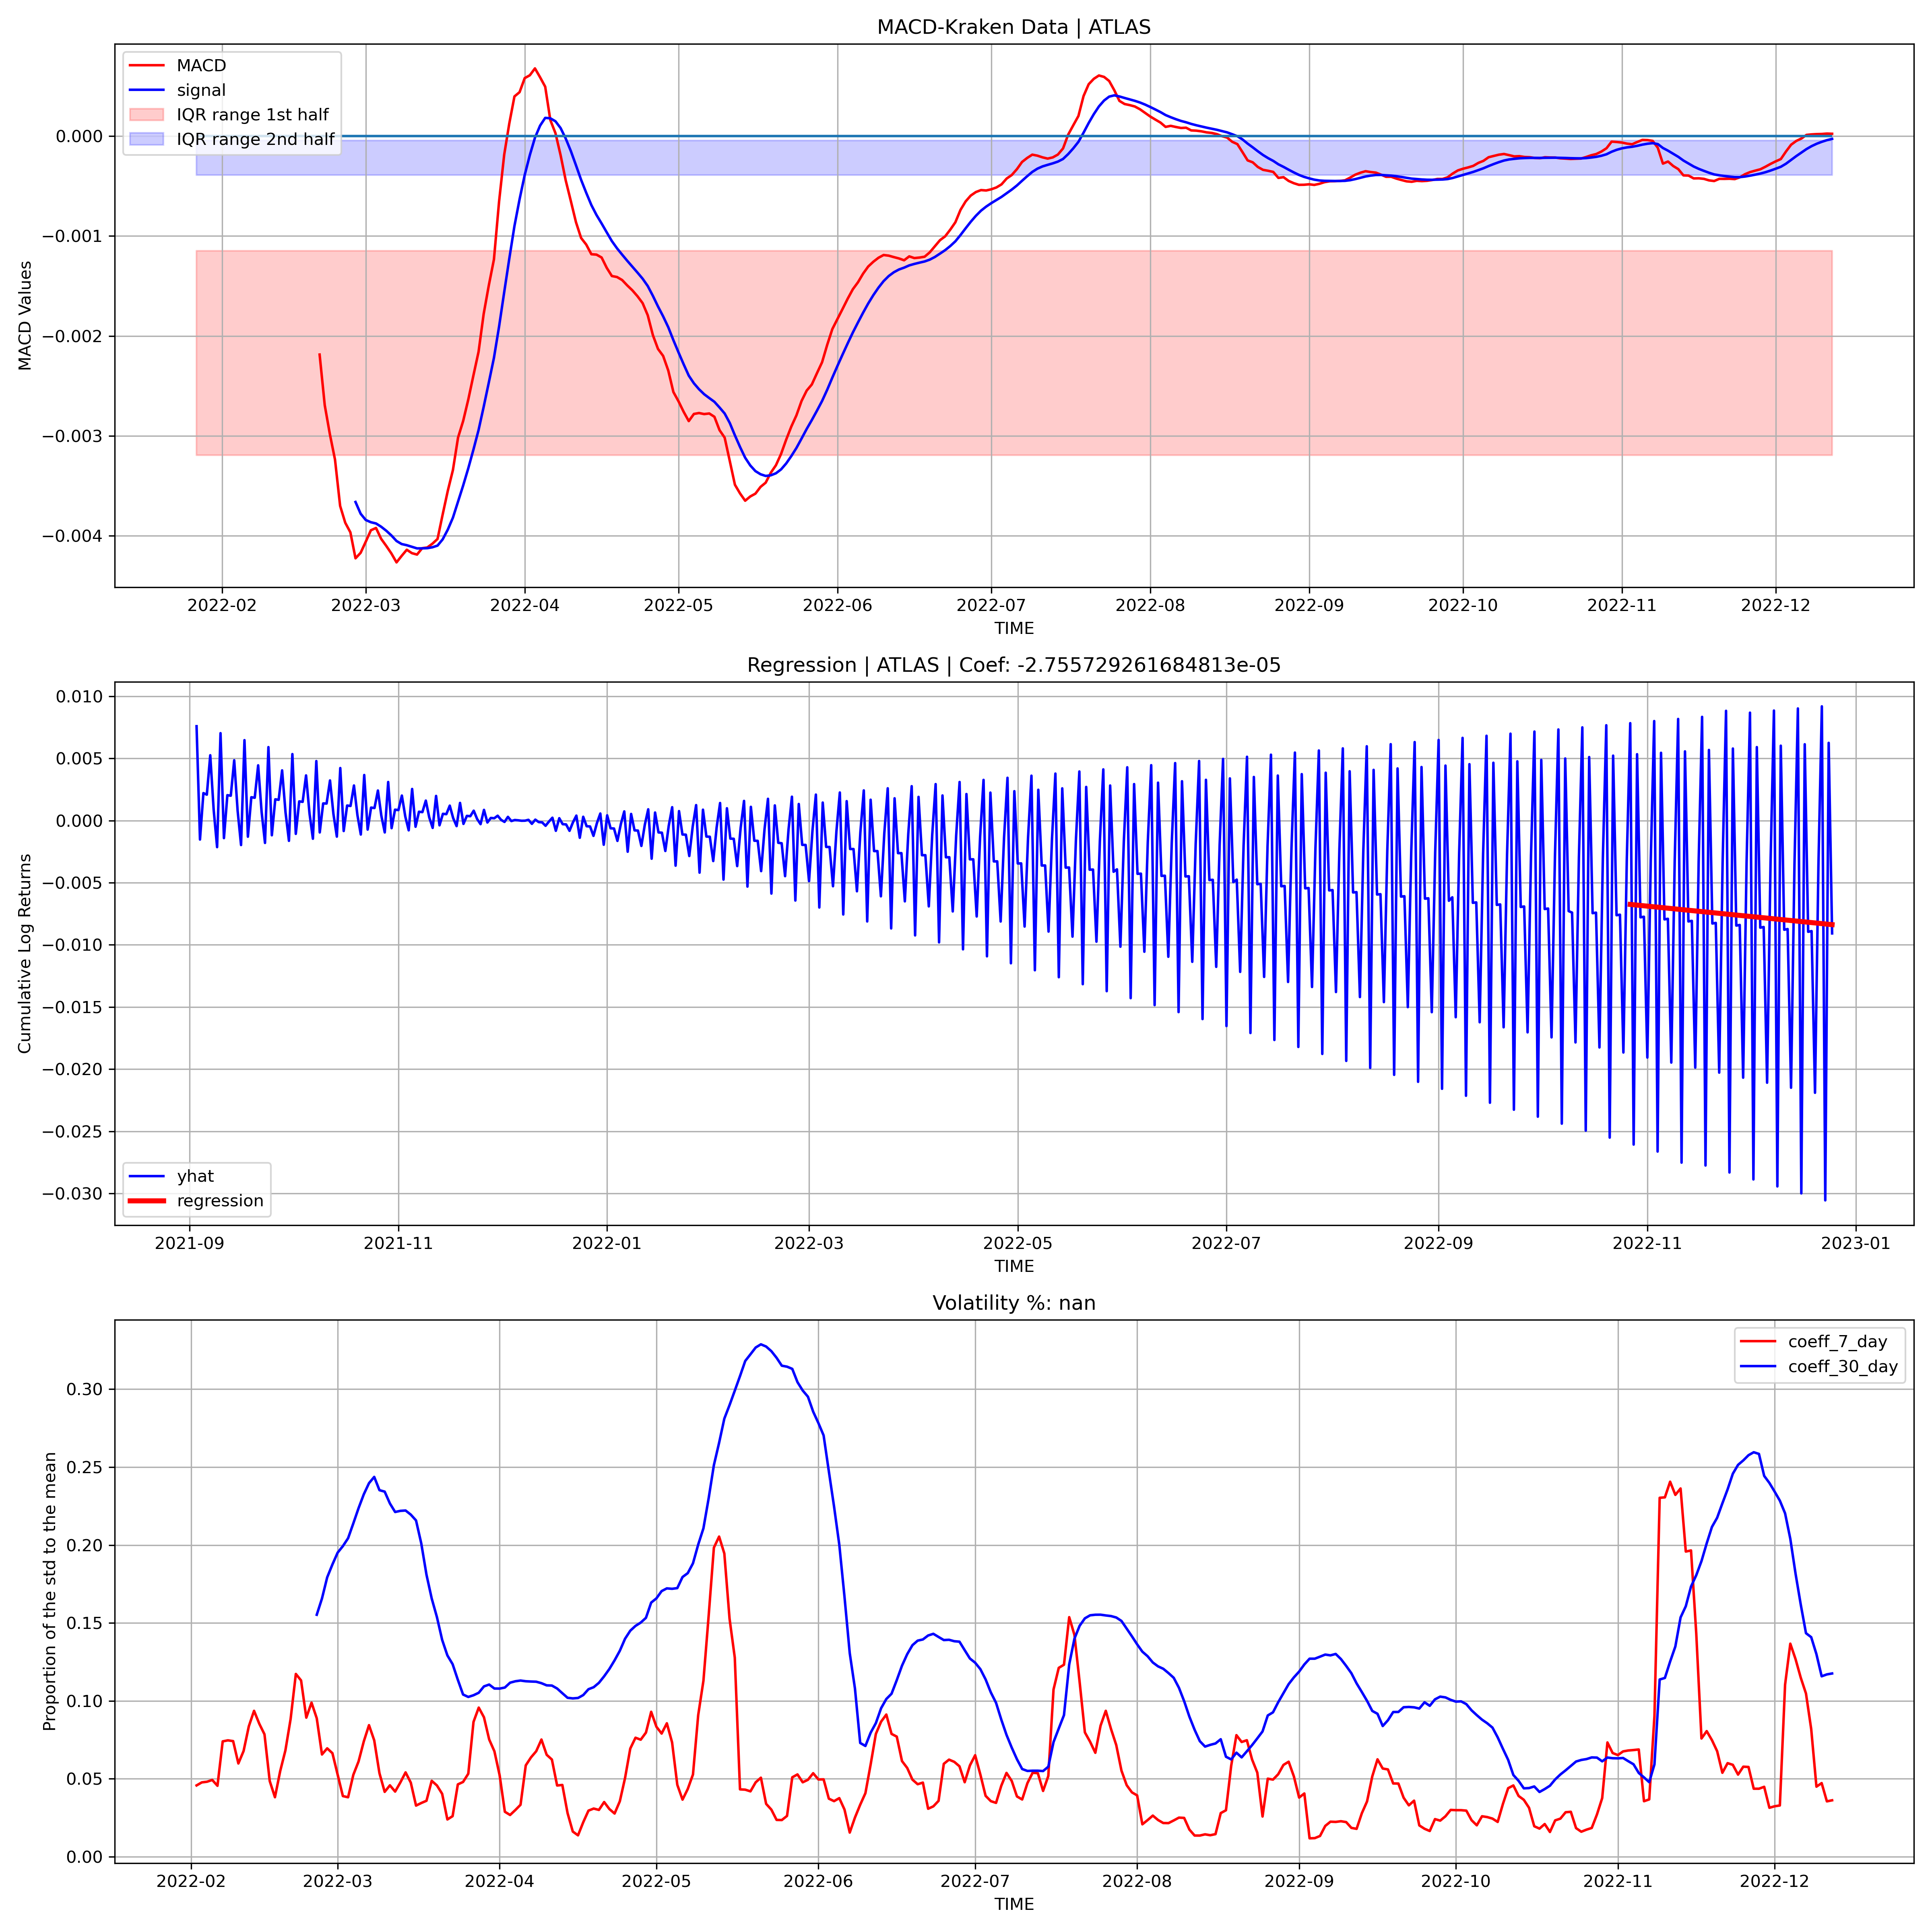 MACD-Kraken Data | ATLAS
MACD
signal
IQR range 1st half
IQR range 2nd half
MACD Values
0.000
−0.001
−0.002
−0.003
−0.004
2022-02 2022-03 2022-04 2022-05 2022-06 2022-07 2022-08 2022-09 2022-10 2022-11 2022-12
TIME
Regression | ATLAS | Coef: -2.755729261684813e-05
Cumulative Log Returns
0.010
0.005
0.000
−0.005
−0.010
−0.015
−0.020
−0.025
−0.030
yhat
regression
2021-09 2021-11 2022-01 2022-03 2022-05 2022-07 2022-09 2022-11 2023-01
TIME
Volatility %: nan
coeff_7_day
coeff_30_day
Proportion of the std to the mean
0.30
0.25
0.20
0.15
0.10
0.05
0.00
2022-02 2022-03 2022-04 2022-05 2022-06 2022-07 2022-08 2022-09 2022-10 2022-11 2022-12
TIME